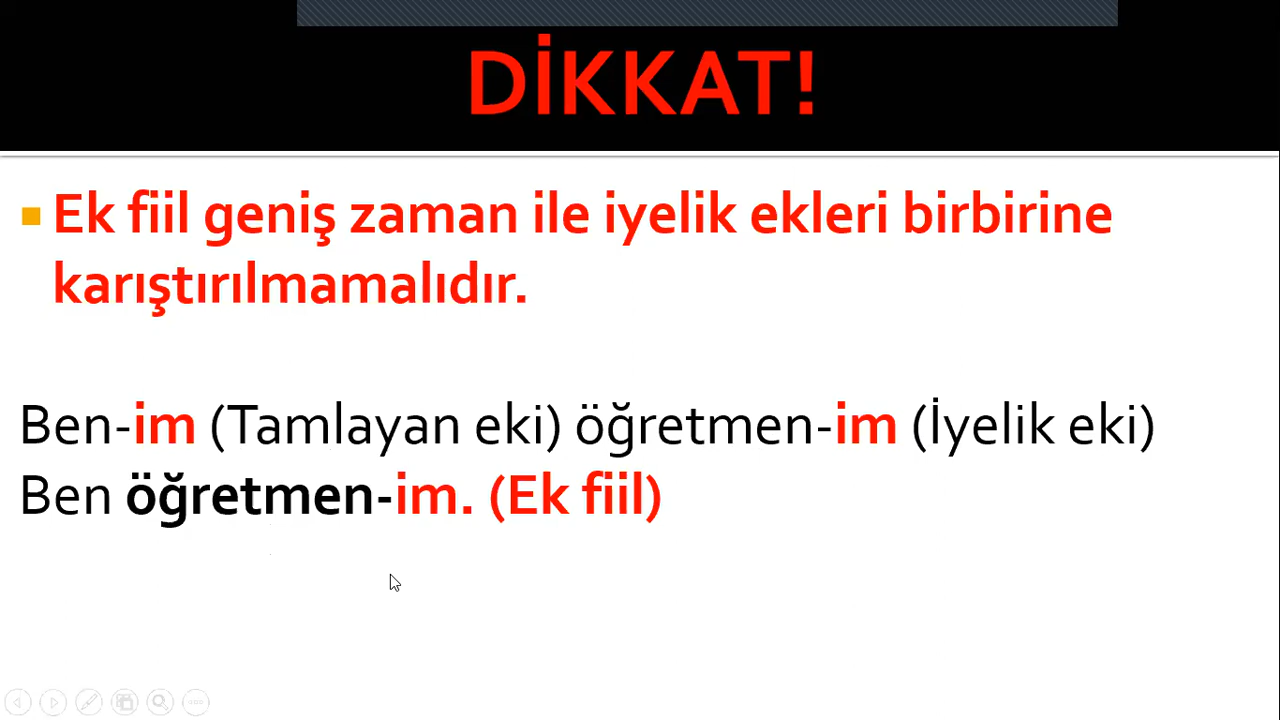 DİKKAT!
Ek fiil geniş zaman ile iyelik ekleri birbirine
karıştırılmamalıdır.
Ben-im (Tamlayan eki) öğretmen-im (İyelik eki)
Ben öğretmen-im. (Ek fiil)